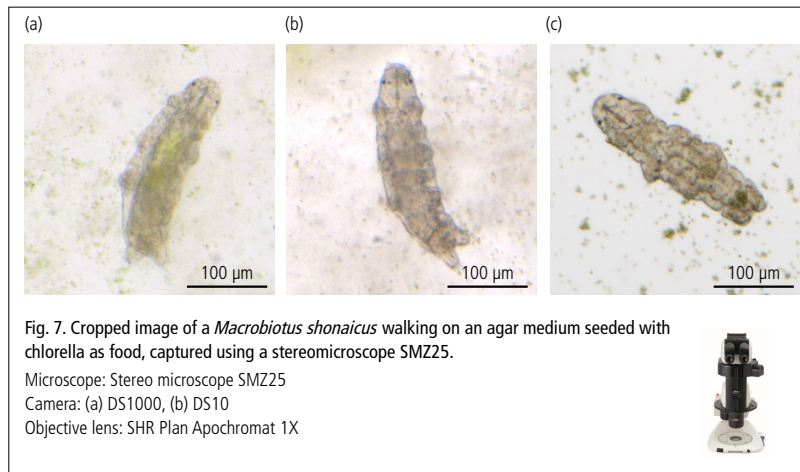 (a)
(b)
(c)
100 µm
100 µm
100 µm
Fig. 7. Cropped image of a Macrobiotus shonaicus walking on an agar medium seeded with
chlorella as food, captured using a stereomicroscope SMZ25.
Microscope: Stereo microscope SMZ25
Camera: (a) DS1000, (b) DS10
Objective lens: SHR Plan Apochromat 1X